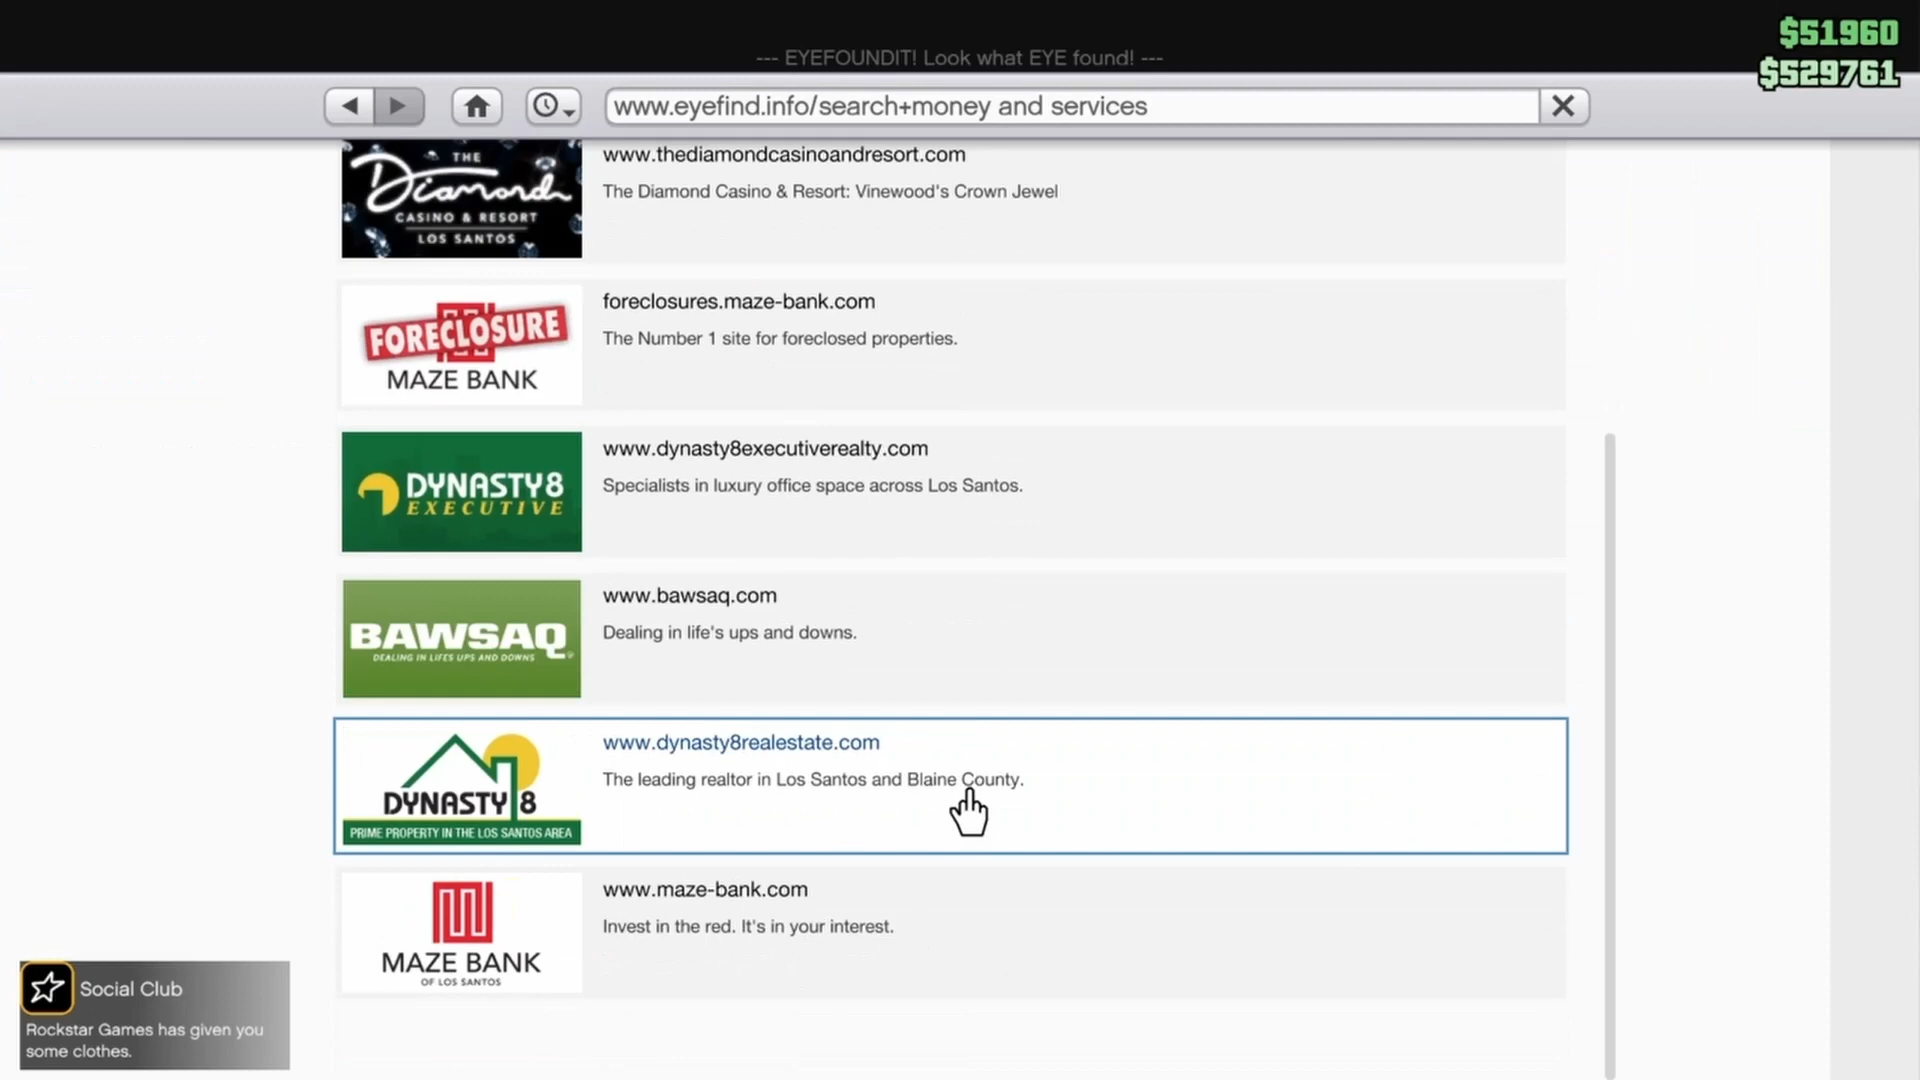 $51960
--- EYEFOUNDIT! Look what EYE found! ---
$529761
www.eyefind.info/search+money and services
THE
Diamond
CASINO & RESORT
LOS SANTOS
www.thediamondcasinoandresort.com
The Diamond Casino & Resort: Vinewood's Crown Jewel
FORECLOSURE
MAZE BANK
foreclosures.maze-bank.com
The Number 1 site for foreclosed properties.
DYNASTY8
EXECUTIVE
www.dynasty8executiverealty.com
Specialists in luxury office space across Los Santos.
BAWSAQ
DEALING IN LIFES UPS AND DOWNS
www.bawsaq.com
Dealing in life's ups and downs.
DYNASTY 8
PRIME PROPERTY IN THE LOS SANTOS AREA
www.dynasty8realestate.com
The leading realtor in Los Santos and Blaine County.
MAZE BANK
OF LOS SANTOS
www.maze-bank.com
Invest in the red. It's in your interest.
Social Club
Rockstar Games has given you
some clothes.